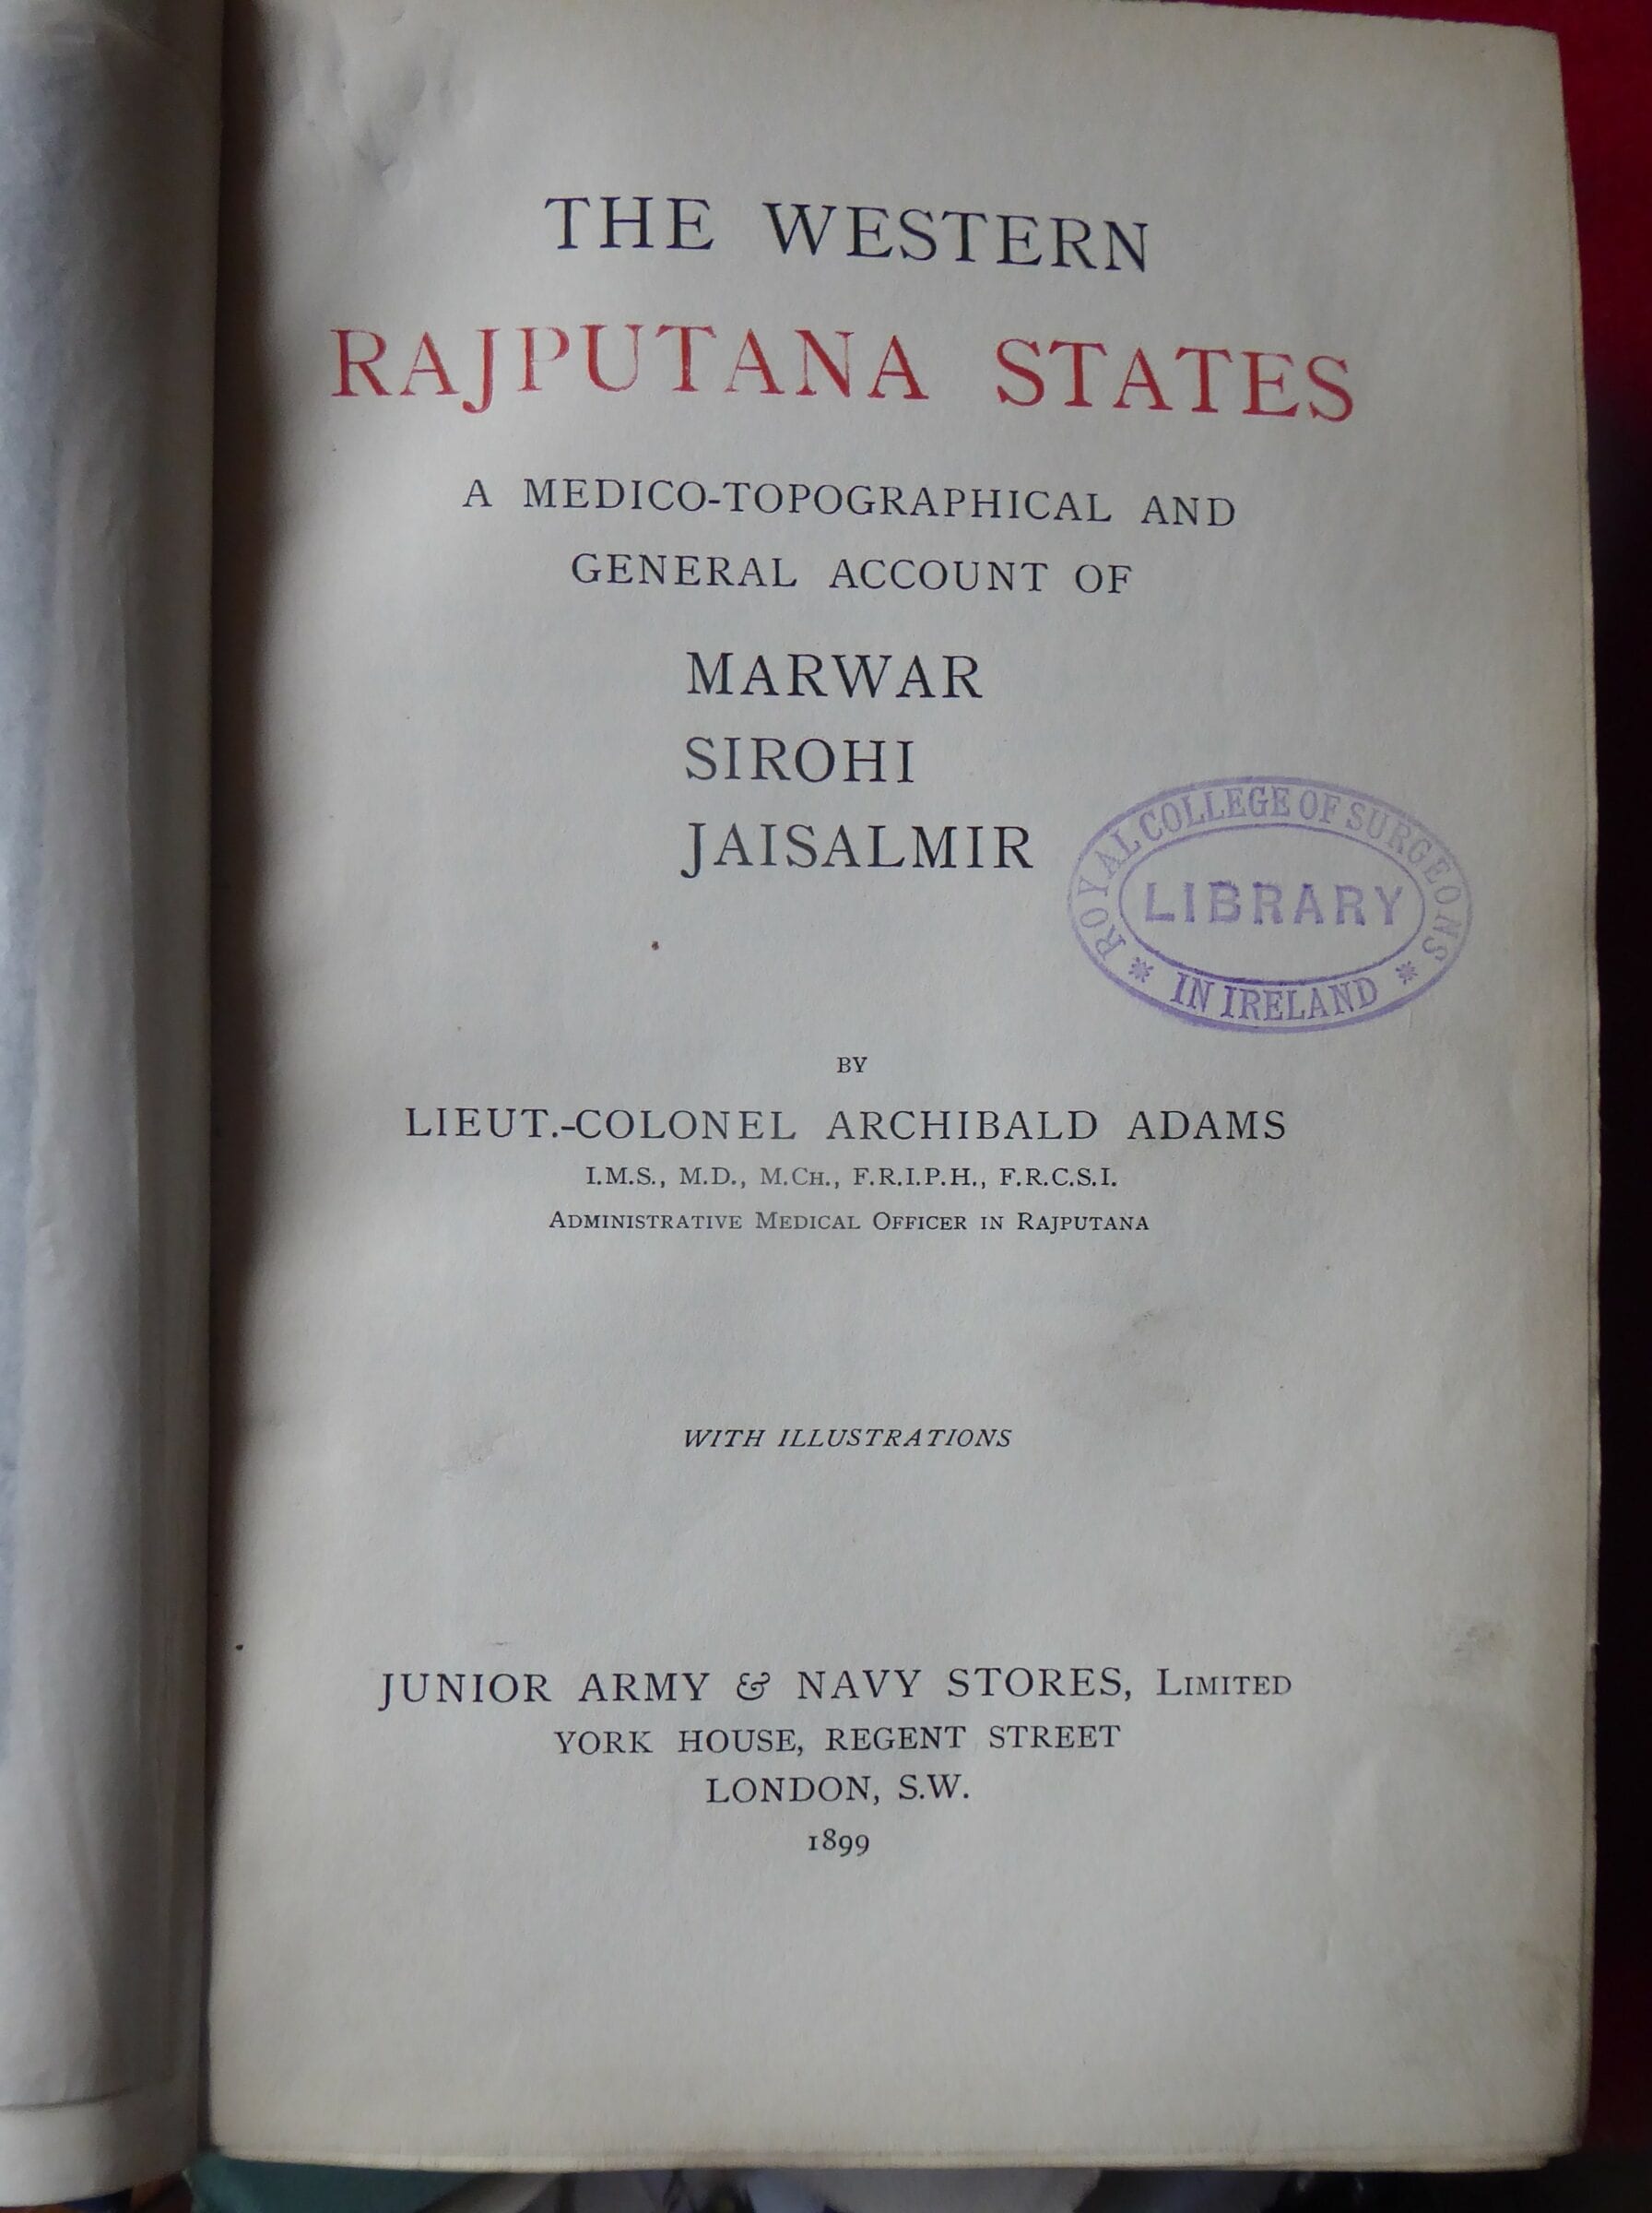 THE WESTERN
RAJPUTANA STATES
A MEDICO-TOPOGRAPHICAL AND
GENERAL ACCOUNT OF
MARWAR
SIROHI
JAISALMIR
ROYAL COLLEGE OF SURGEONS
LIBRARY
* IN IRELAND *
BY
LIEUT.-COLONEL ARCHIBALD ADAMS
I.M.S., M.D., M.CH., F.R.I.P.H., F.R.C.S.I.
ADMINISTRATIVE MEDICAL OFFICER IN RAJPUTANA
WITH ILLUSTRATIONS
JUNIOR ARMY & NAVY STORES, LIMITED
YORK HOUSE, REGENT STREET
LONDON, S.W.
1899